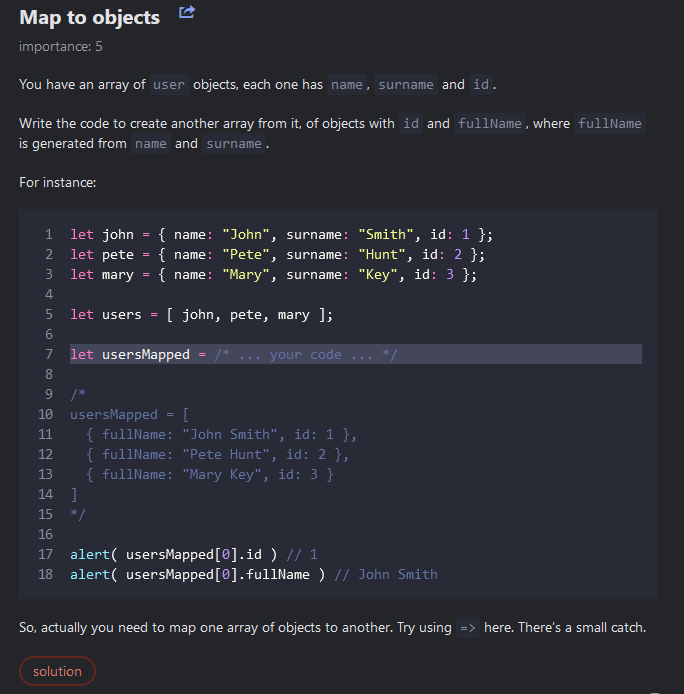 Map to objects
importance: 5
You have an array of user objects, each one has name, surname and id.
Write the code to create another array from it, of objects with id and fullName, where fullName
is generated from name and surname.
For instance:
1 let john = { name: "John", surname: "Smith", id: 1 };
2 let pete = { name: "Pete", surname: "Hunt", id: 2 };
3 let mary = { name: "Mary", surname: "Key", id: 3 };
4
5 let users = [ john, pete, mary ];
6
7 let usersMapped = /* ... your code ... */
8
9 /*
10 usersMapped = [
11   { fullName: "John Smith", id: 1 },
12   { fullName: "Pete Hunt", id: 2 },
13   { fullName: "Mary Key", id: 3 }
14 ]
15 */
16
17 alert( usersMapped[0].id ) // 1
18 alert( usersMapped[0].fullName ) // John Smith
So, actually you need to map one array of objects to another. Try using => here. There's a small catch.
solution